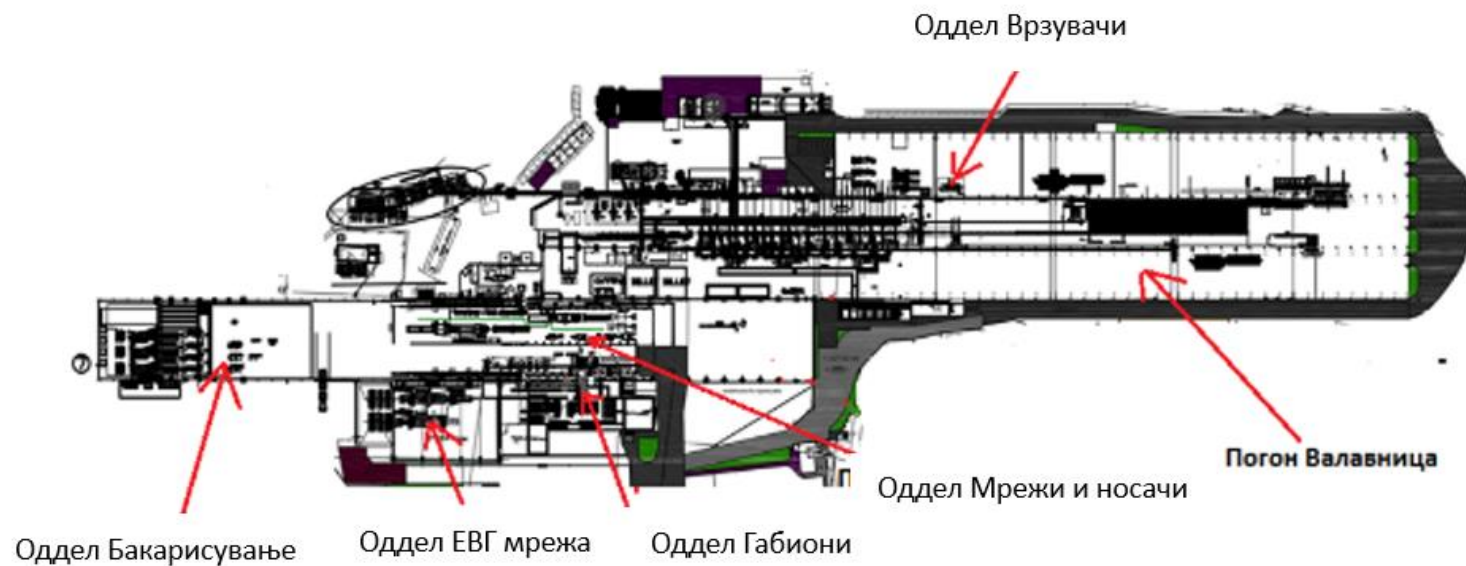 Оддел Врзувачи
Погон Валавница
Оддел Мрежи и носачи
Оддел Бакарисување
Оддел ЕВГ мрежа
Оддел Габиони